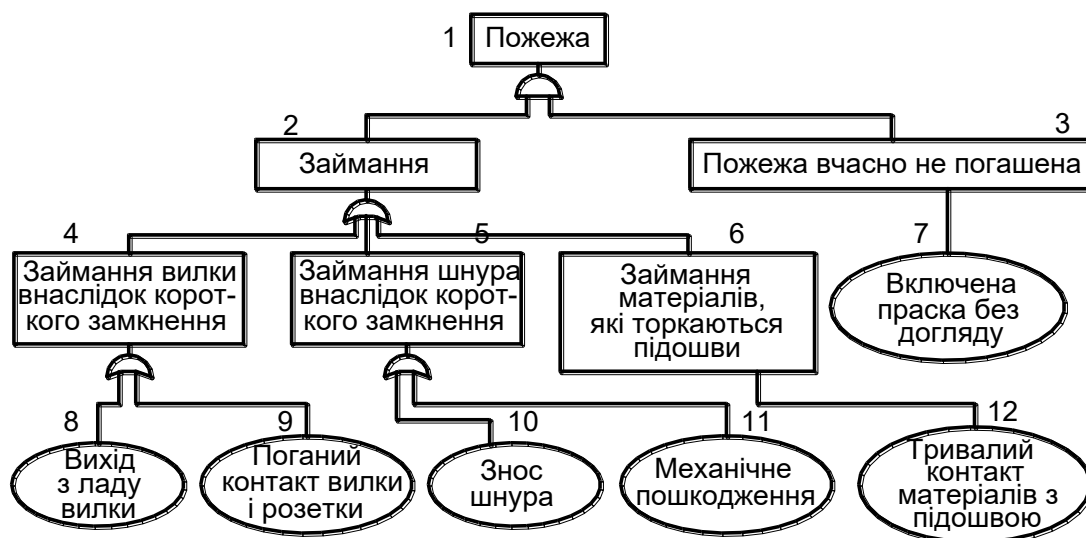 1
Пожежа
2
Займання
3
Пожежа вчасно не погашена
4
Займання вилки
внаслідок корот-
кого замкнення
5
Займання шнура
внаслідок корот-
кого замкнення
6
Займання
матеріалів,
які торкаються
підошви
7
Включена
праска без
догляду
8
Вихід
з ладу
вилки
9
Поганий
контакт вилки
і розетки
10
Знос
шнура
11
Механічне
пошкодження
12
Тривалий
контакт
матеріалів з
підошвою